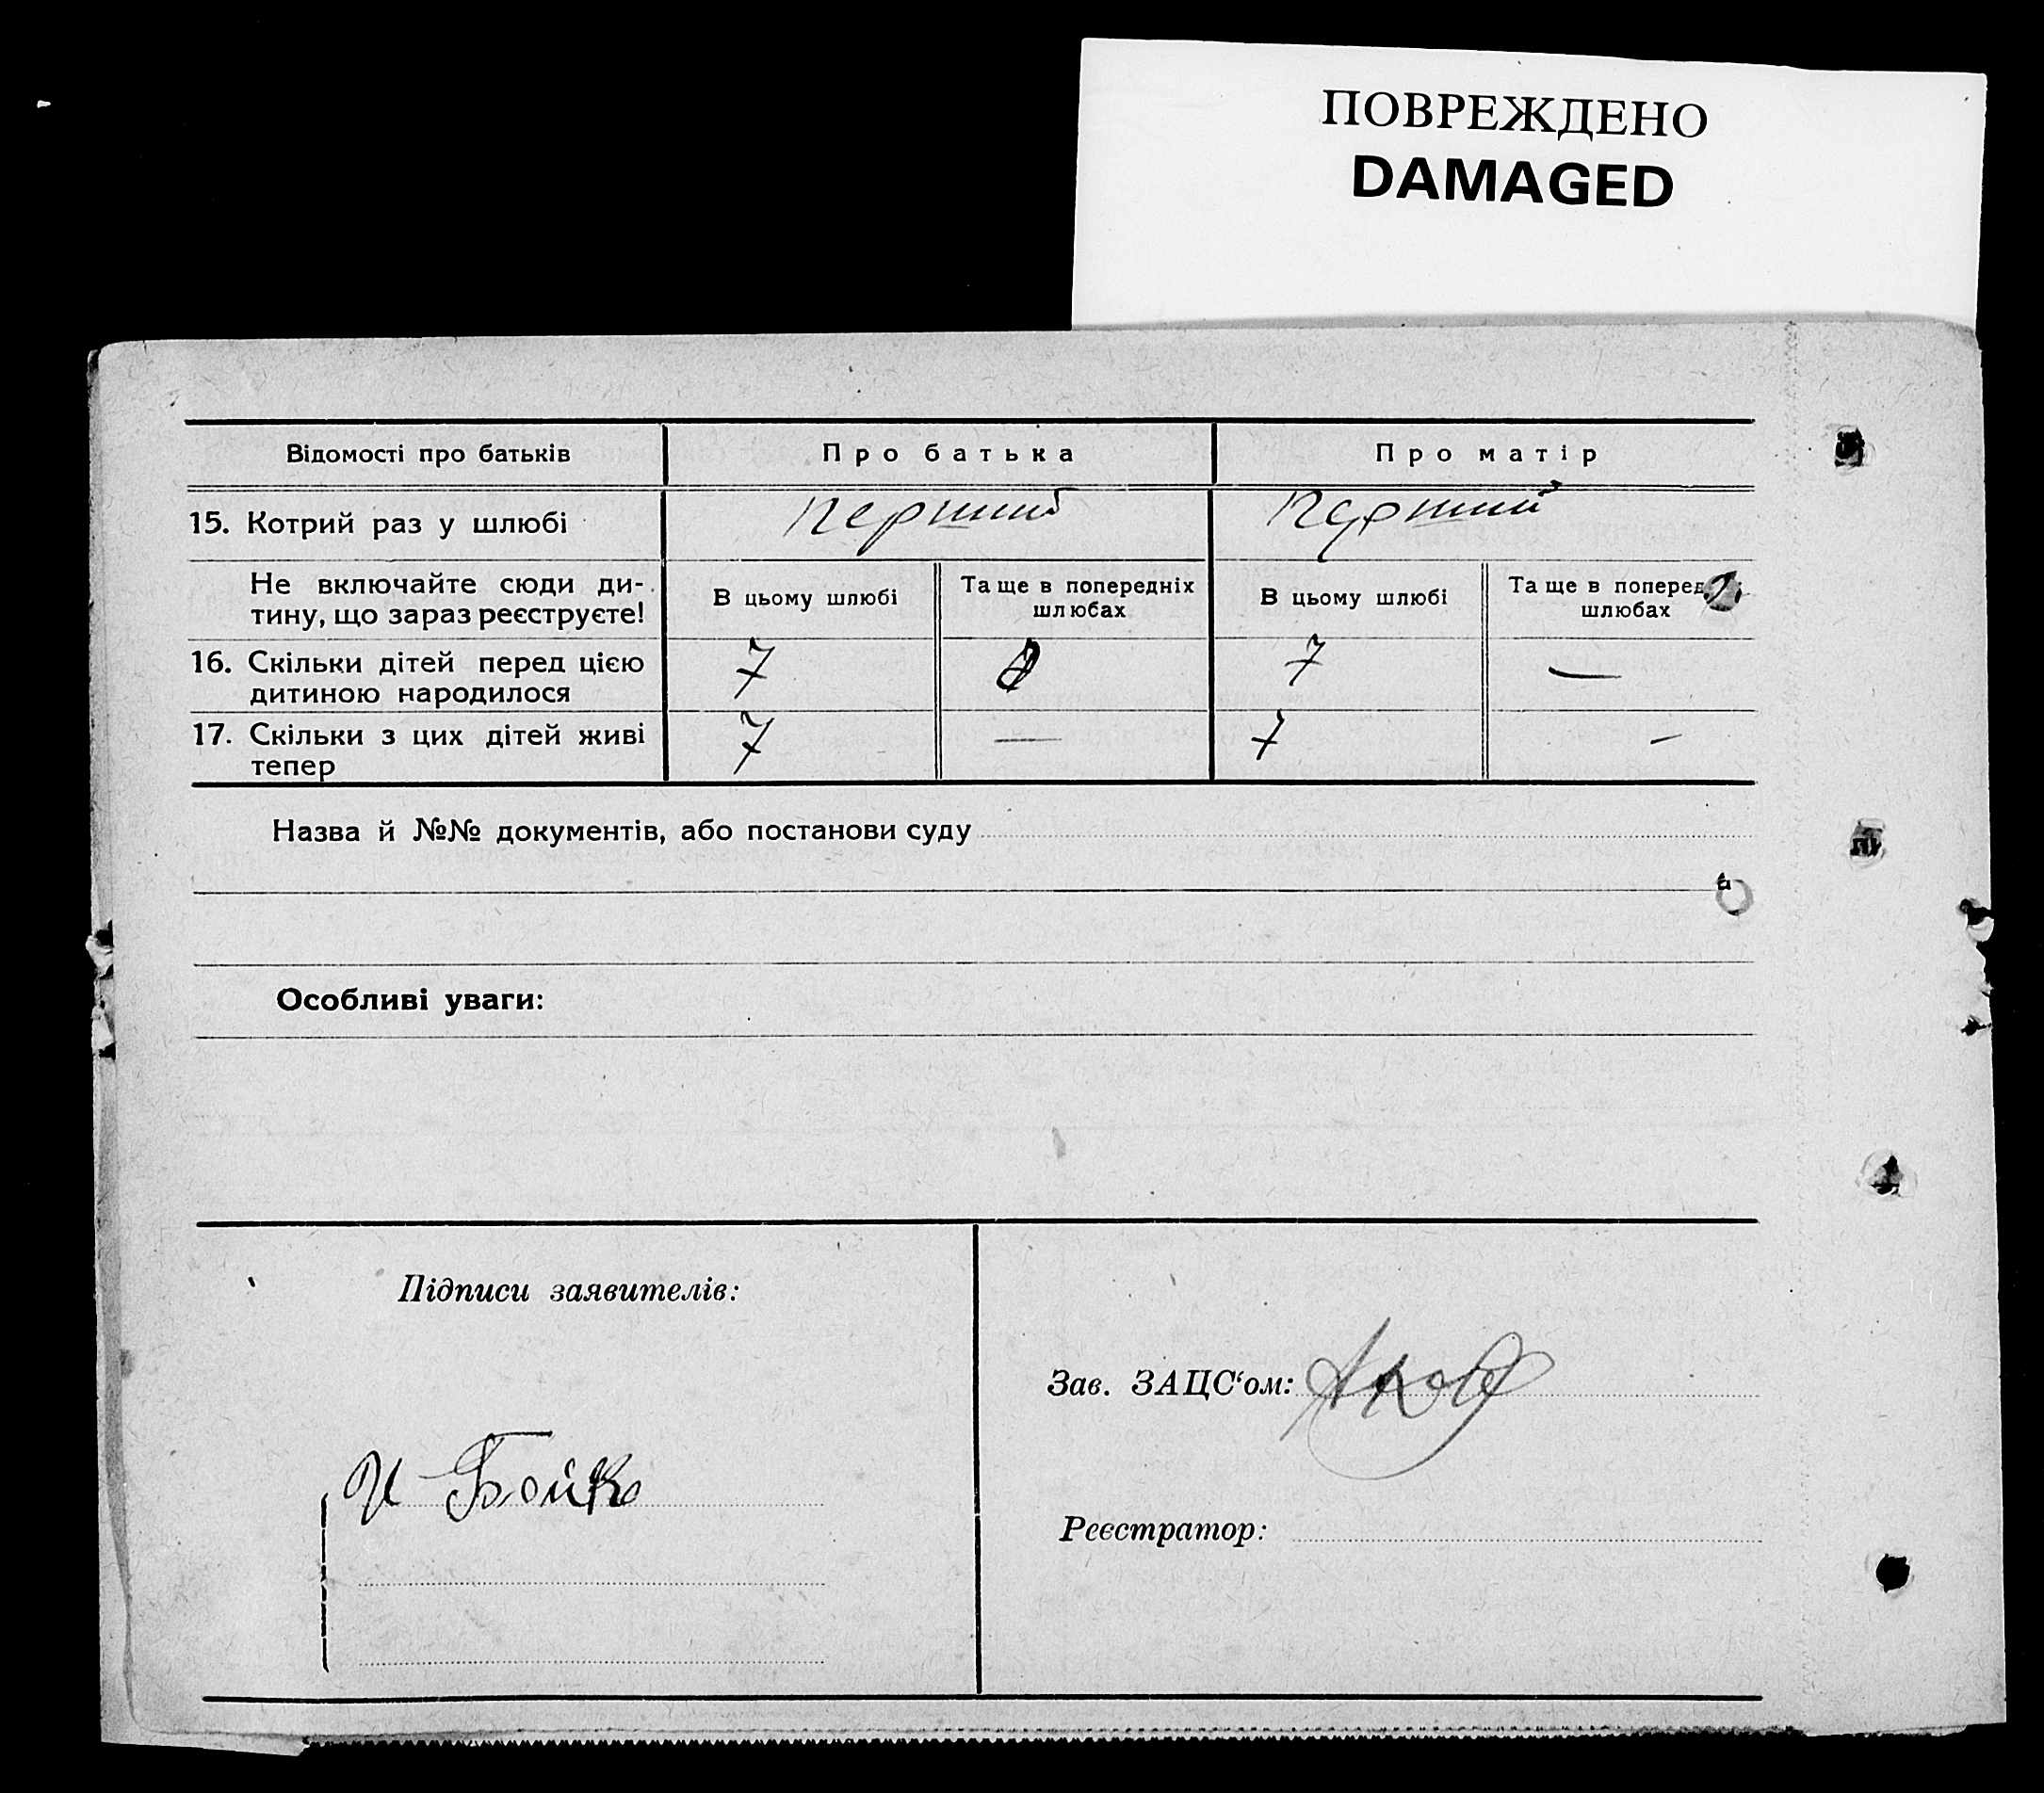 ПОВРЕЖДЕНО
DAMAGED
Відомості про батьків Про батька Про матір
15. Котрий раз у шлюбі перший перший
Не включайте сюди ди-
тину, що зараз реєструєте!
В цьому шлюбі
Та ще в попередніх
шлюбах
В цьому шлюбі
Та ще в поперед
шлюбах
16. Скільки дітей перед цією
дитиною народилося
7 7 —
17. Скільки з цих дітей живі
тепер
7 — 7 -
Назва й №№ документів, або постанови суду
Особливі уваги:
Підписи заявителів:
И Бойко
Зав. ЗАЦС‘ом:
Реєстратор: